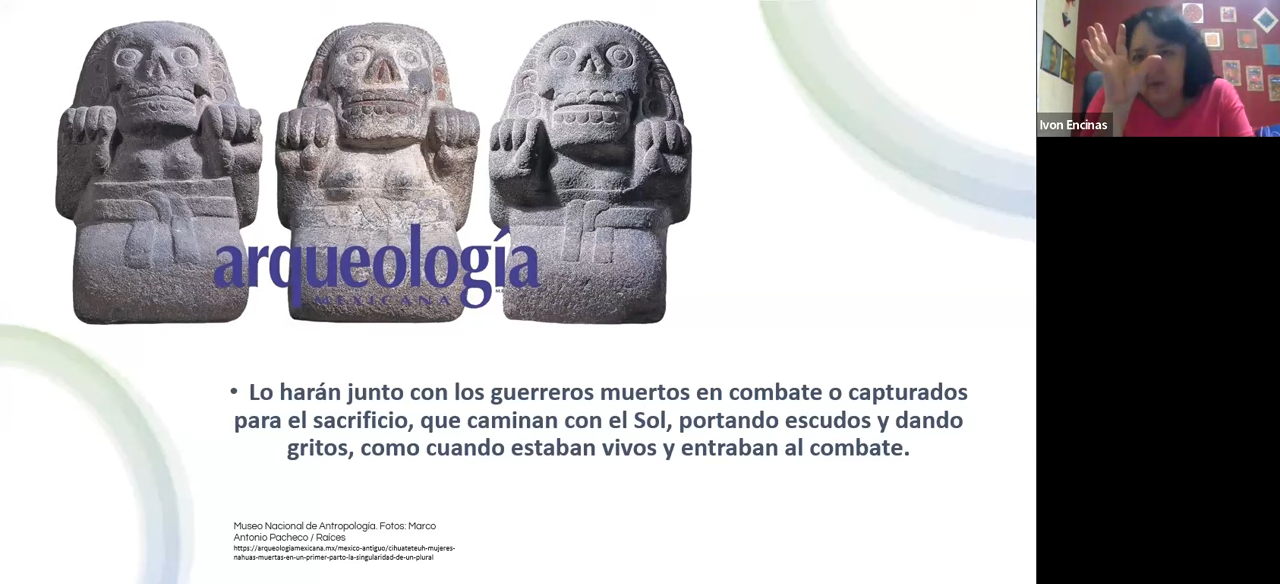 Ivon Encinas
arqueología
MEXICANA
• Lo harán junto con los guerreros muertos en combate o capturados
para el sacrificio, que caminan con el Sol, portando escudos y dando
gritos, como cuando estaban vivos y entraban al combate.
Museo Nacional de Antropología. Fotos: Marco
Antonio Pacheco / Raíces
https://arqueologiamexicana.mx/mexico-antiguo/cihuateteuh-mujeres-
nahuas-muertas-en-un-primer-parto-la-singularidad-de-un-plural